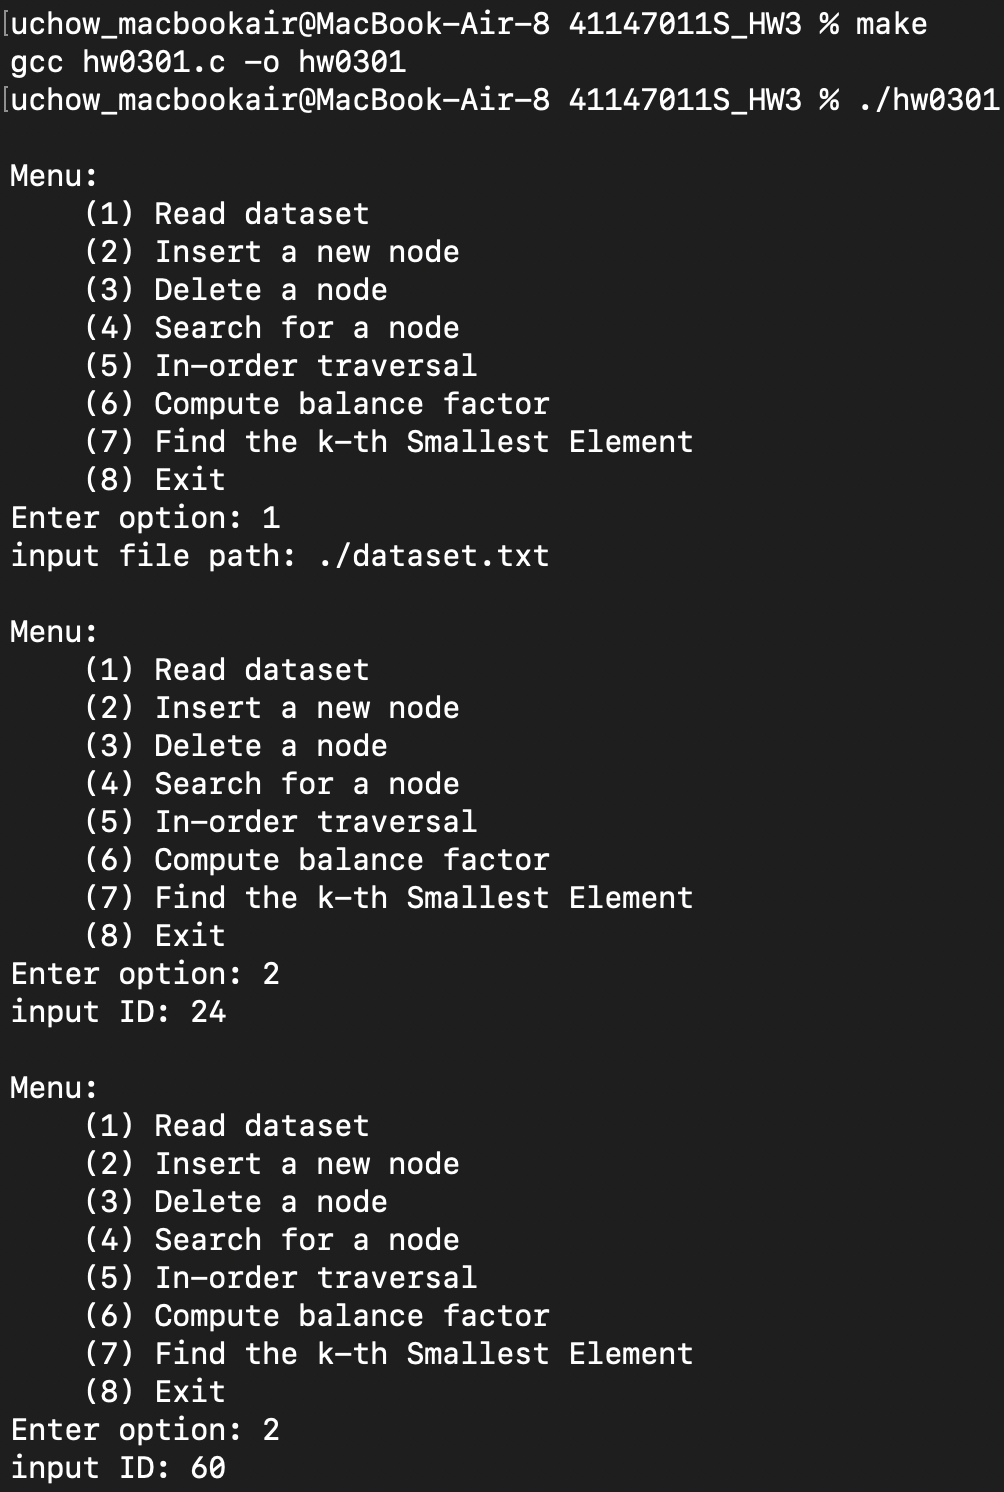 [uchow_macbookair@MacBook-Air-8 41147011S_HW3 % make
gcc hw0301.c -o hw0301
[uchow_macbookair@MacBook-Air-8 41147011S_HW3 % ./hw0301
Menu:
(1) Read dataset
(2) Insert a new node
(3) Delete a node
(4) Search for a node
(5) In-order traversal
(6) Compute balance factor
(7) Find the k-th Smallest Element
(8) Exit
Enter option: 1
input file path: ./dataset.txt
Menu:
(1) Read dataset
(2) Insert a new node
(3) Delete a node
(4) Search for a node
(5) In-order traversal
(6) Compute balance factor
(7) Find the k-th Smallest Element
(8) Exit
Enter option: 2
input ID: 24
Menu:
(1) Read dataset
(2) Insert a new node
(3) Delete a node
(4) Search for a node
(5) In-order traversal
(6) Compute balance factor
(7) Find the k-th Smallest Element
(8) Exit
Enter option: 2
input ID: 60